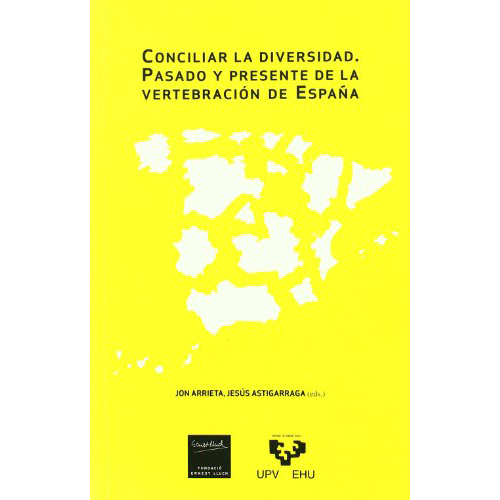 CONCILIAR LA DIVERSIDAD.
PASADO Y PRESENTE DE LA
VERTEBRACIÓN DE ESPAÑA
JON ARRIETA, JESÚS ASTIGARRAGA (eds.)
FUNDACIÓ
ERNEST LLUCH
UPV EHU